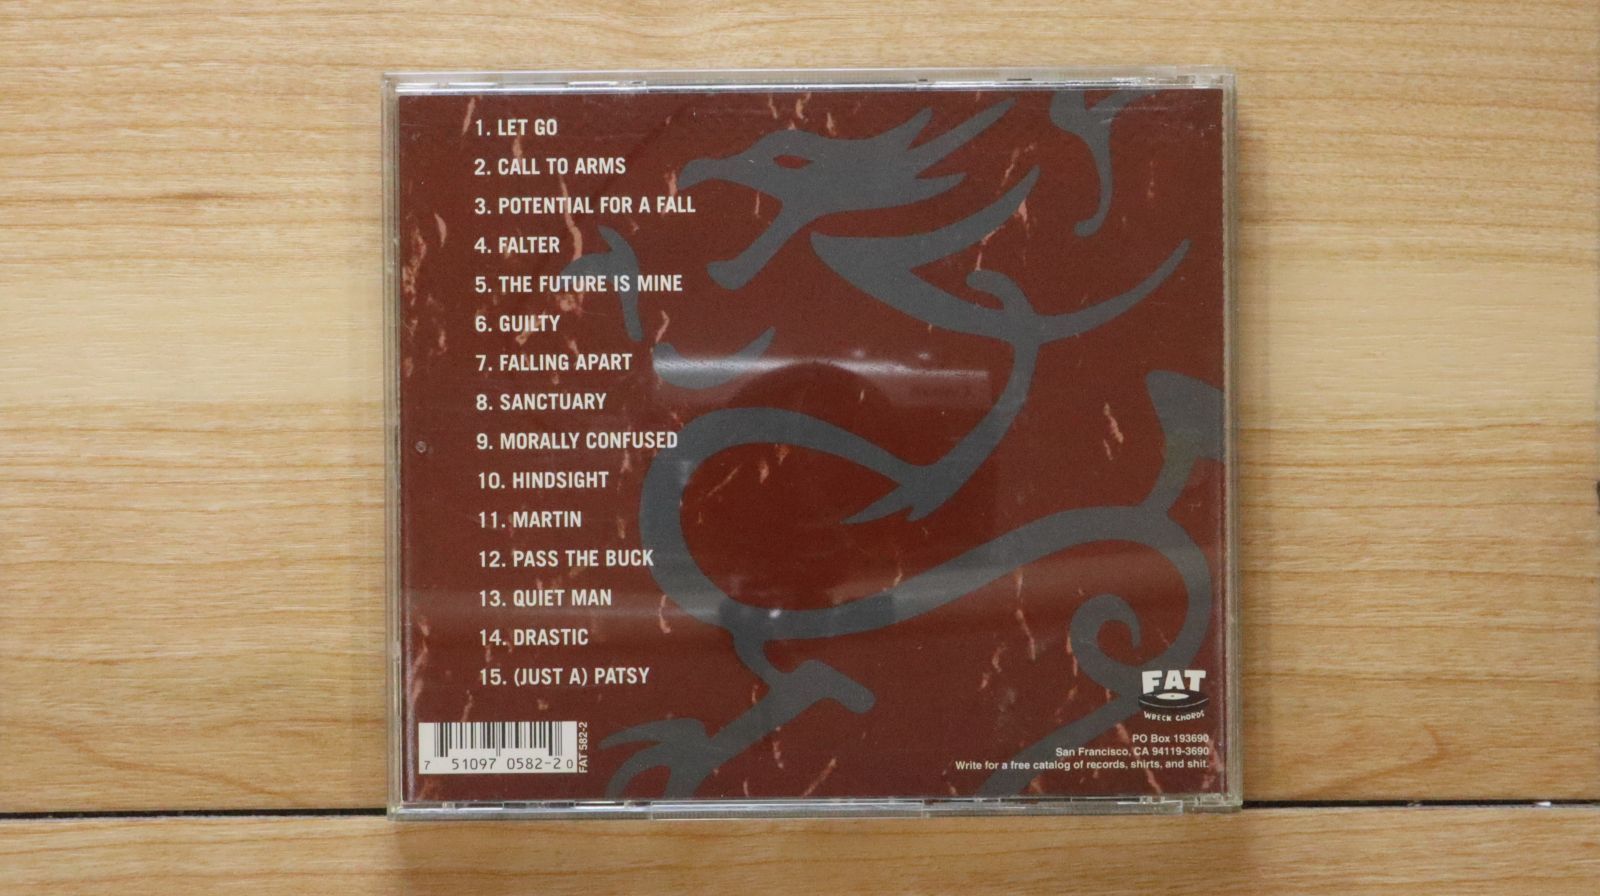 1. LET GO
2. CALL TO ARMS
3. POTENTIAL FOR A FALL
4. FALTER
5. THE FUTURE IS MINE
6. GUILTY
7. FALLING APART
8. SANCTUARY
9. MORALLY CONFUSED
10. HINDSIGHT
11. MARTIN
12. PASS THE BUCK
13. QUIET MAN
14. DRASTIC
15. (JUST A) PATSY
7 51097 0582-2 0
FAT 582-2
FAT
WRECK CHORDS
PO Box 193690
San Francisco, CA 94119-3690
Write for a free catalog of records, shirts, and shit.